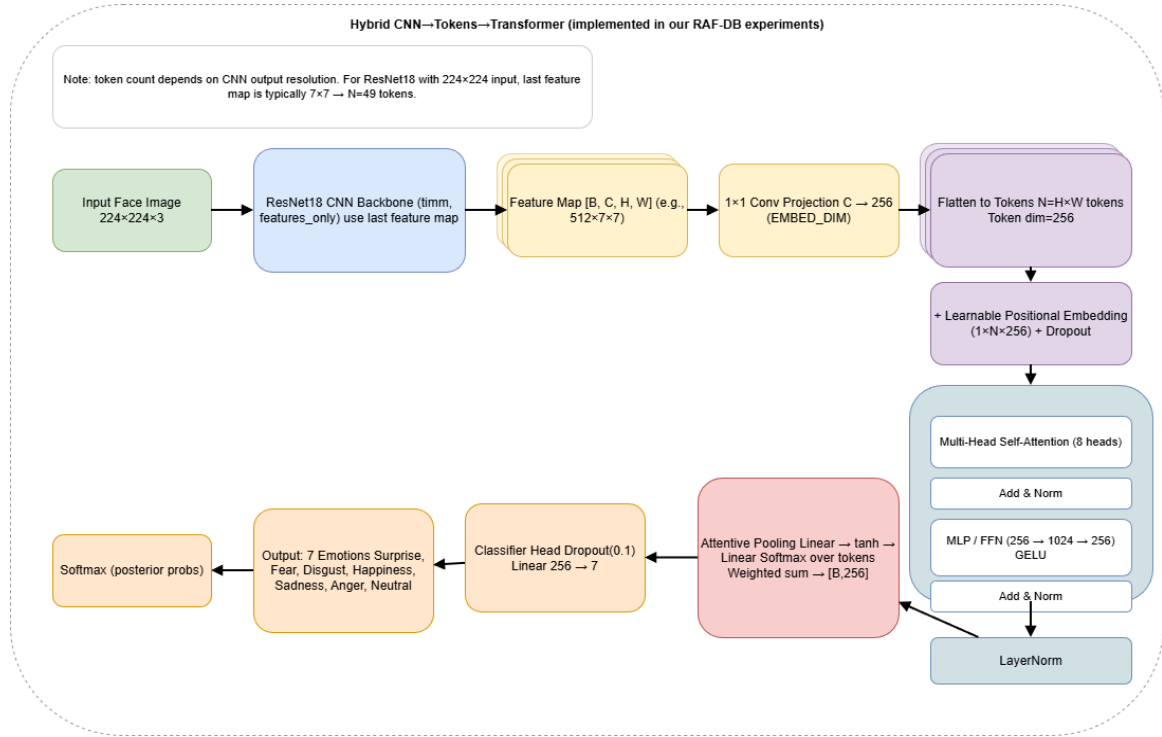 Hybrid CNN→Tokens→Transformer (implemented in our RAF-DB experiments)
Note: token count depends on CNN output resolution. For ResNet18 with 224×224 input, last feature
map is typically 7×7 → N=49 tokens.
Input Face Image
224×224×3
ResNet18 CNN Backbone (timm,
features_only) use last feature map
Feature Map [B, C, H, W] (e.g.,
512×7×7)
1×1 Conv Projection C → 256
(EMBED_DIM)
Flatten to Tokens N=H×W tokens
Token dim=256
+ Learnable Positional Embedding
(1×N×256) + Dropout
Multi-Head Self-Attention (8 heads)
Add & Norm
MLP / FFN (256 → 1024 → 256)
GELU
Add & Norm
LayerNorm
Attentive Pooling Linear → tanh →
Linear Softmax over tokens
Weighted sum → [B,256]
Classifier Head Dropout(0.1)
Linear 256 → 7
Output: 7 Emotions Surprise,
Fear, Disgust, Happiness,
Sadness, Anger, Neutral
Softmax (posterior probs)